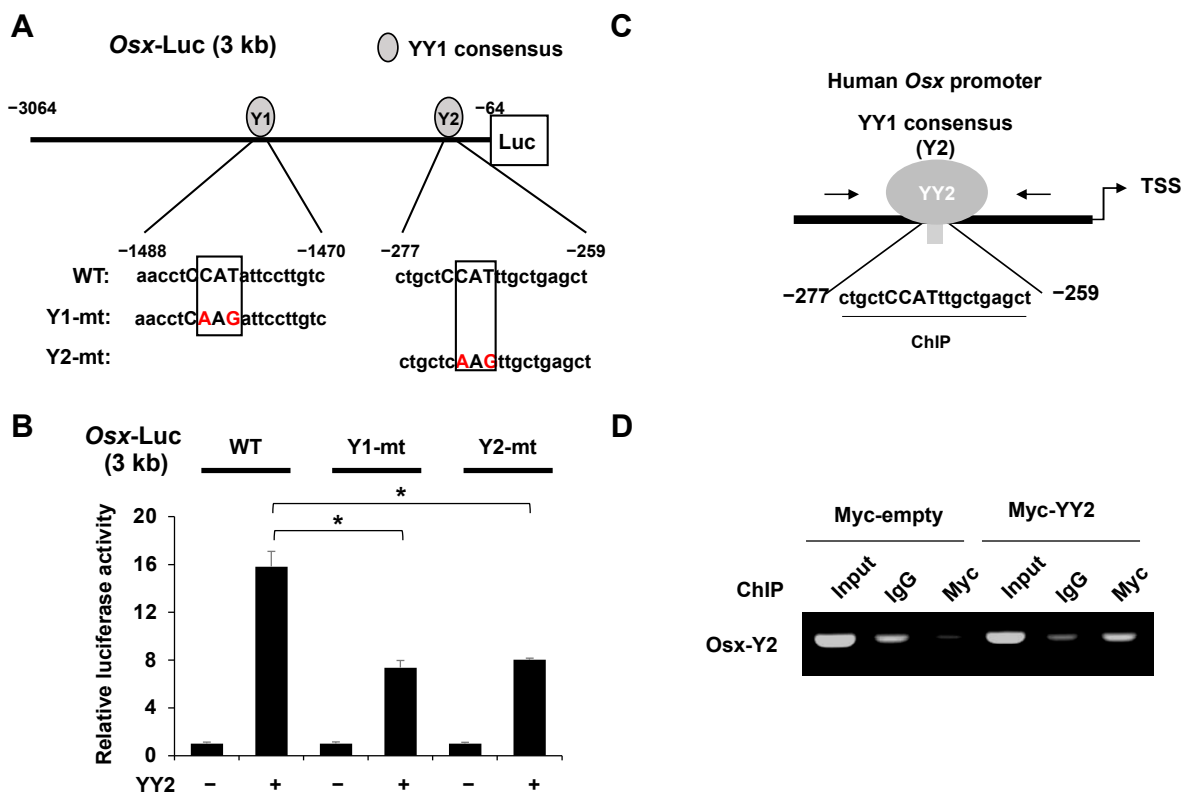 A
Osx-Luc (3 kb)
YY1 consensus
−3064
Y1
Y2
−64
Luc
−1488
−1470
−277
−259
WT:
aacctCCATattccttgtc
ctgctCCATttgctgagct
Y1-mt:
aacctCAAGattccttgtc
Y2-mt:
ctgctcAAGttgctgagct
B
Osx-Luc
(3 kb)
WT
Y1-mt
Y2-mt
*
*
Relative luciferase activity
20
16
12
8
4
0
YY2
− + − + − +
C
Human Osx promoter
YY1 consensus
(Y2)
YY2
TSS
−277
ctgctCCATttgctgagct
−259
ChIP
D
Myc-empty
Myc-YY2
ChIP
Input IgG Myc Input IgG Myc
Osx-Y2